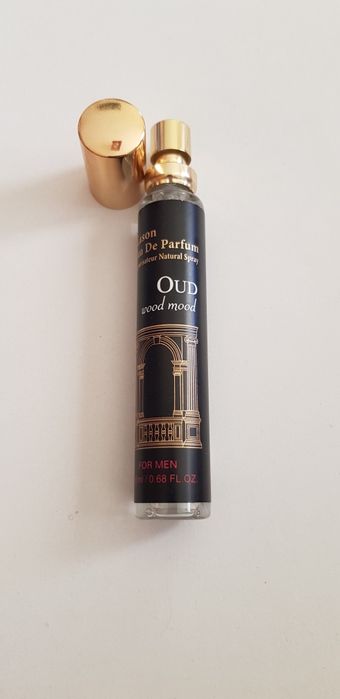 De Parfum
Natural Spray
OUD
wood mood
FOR MEN
/ 0.68 FL.OZ.